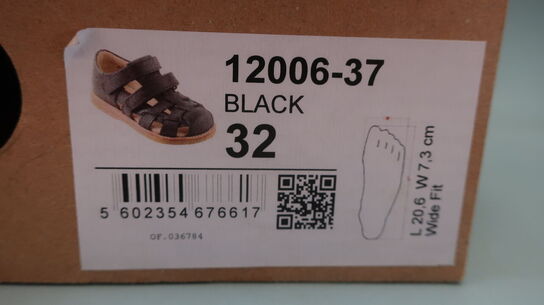 12006-37
BLACK
32
5 602354 676617
OF.036784
L 20,6 W 7,3 cm
Wide Fit